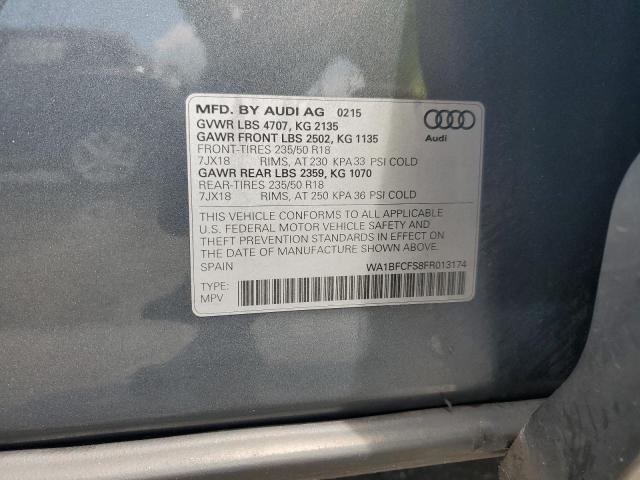 MFD. BY AUDI AG 0215
GVWR LBS 4707, KG 2135
GAWR FRONT LBS 2502, KG 1135
FRONT-TIRES 235/50 R18
7JX18 RIMS, AT 230 KPA 33 PSI COLD
GAWR REAR LBS 2359, KG 1070
REAR-TIRES 235/50 R18
7JX18 RIMS, AT 250 KPA 36 PSI COLD
Audi
THIS VEHICLE CONFORMS TO ALL APPLICABLE
U.S. FEDERAL MOTOR VEHICLE SAFETY AND
THEFT PREVENTION STANDARDS IN EFFECT ON
THE DATE OF MANUFACTURE SHOWN ABOVE.
SPAIN WA1BFCFS8FR013174
TYPE:
MPV